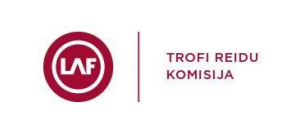 LAF
TROFI REIDU
KOMISIJA